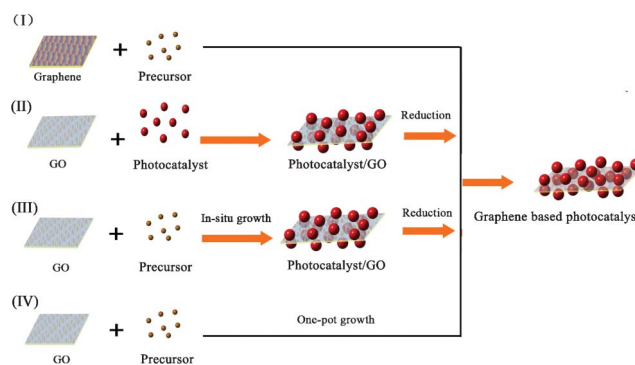 (I)
+
Graphene
Precursor
(II)
+
Reduction
GO
Photocatalyst
Photocatalyst/GO
Graphene based photocatalys
(III)
+
In-situ growth
Reduction
GO
Precursor
Photocatalyst/GO
(IV)
+
One-pot growth
GO
Precursor